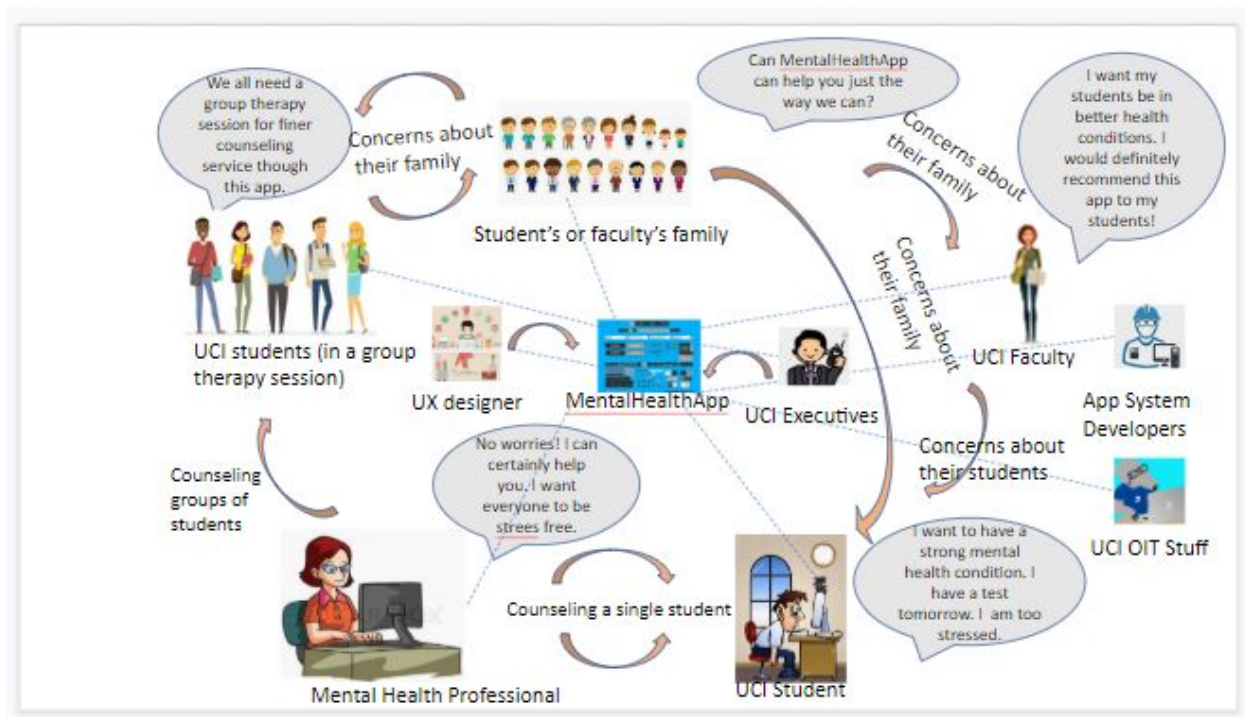 We all need a
group therapy
session for finer
counseling
service though
this app.
Concerns about
their family
Student's or faculty's family
Can MentalHealthApp
can help you just the
way we can?
Concerns about
their family
I want my
students be in
better health
conditions. I
would definitely
recommend this
app to my
students!
Concerns about
their family
UCI students (in a group
therapy session)
UX designer
MentalHealthApp
UCI Executives
UCI Faculty
App System
Developers
Counseling
groups of
students
No worries! I can
certainly help
you. I want
everyone to be
strees free.
Concerns about
their students
UCI OIT Stuff
I want to have a
strong mental
health condition. I
have a test
tomorrow. I am too
stressed.
Counseling a single student
Mental Health Professional
UCI Student